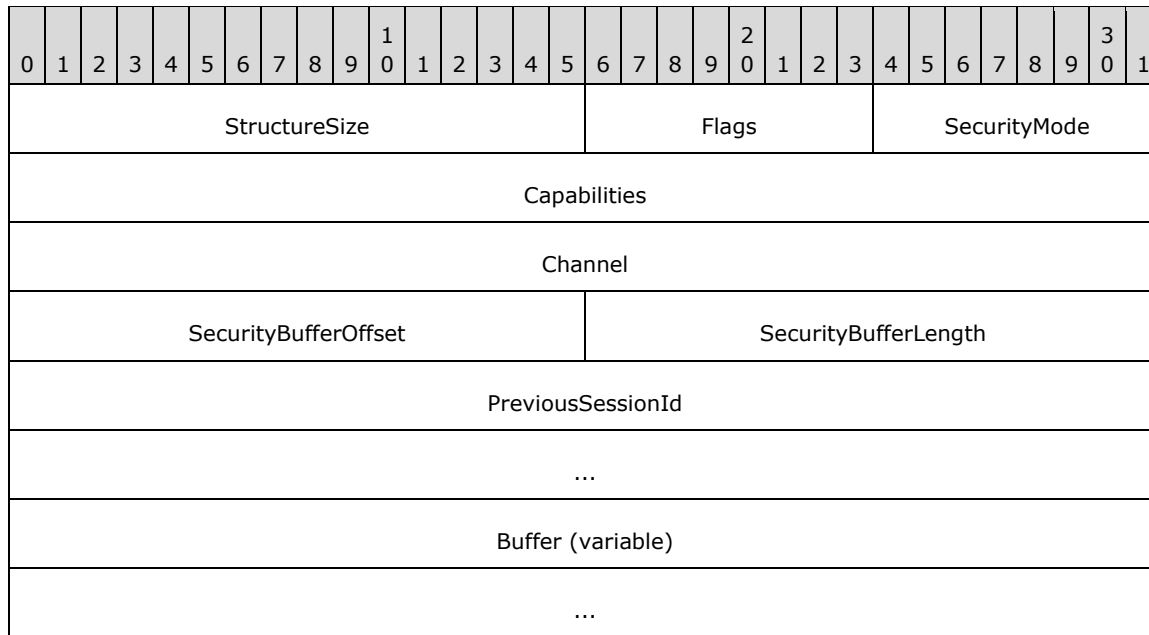 1 2 3
0 1 2 3 4 5 6 7 8 9 0 1 2 3 4 5 6 7 8 9 0 1 2 3 4 5 6 7 8 9 0 1
StructureSize Flags SecurityMode
Capabilities
Channel
SecurityBufferOffset SecurityBufferLength
PreviousSessionId
...
Buffer (variable)
...